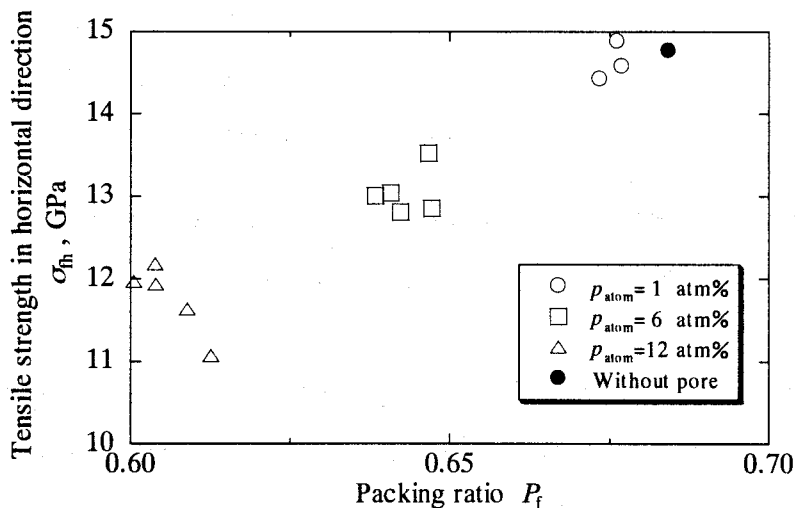 Tensile strength in horizontal direction
σfh , GPa
15
14
13
12
11
10
0.60
0.65
0.70
Packing ratio Pf
patom= 1 atm%
patom= 6 atm%
patom=12 atm%
Without pore